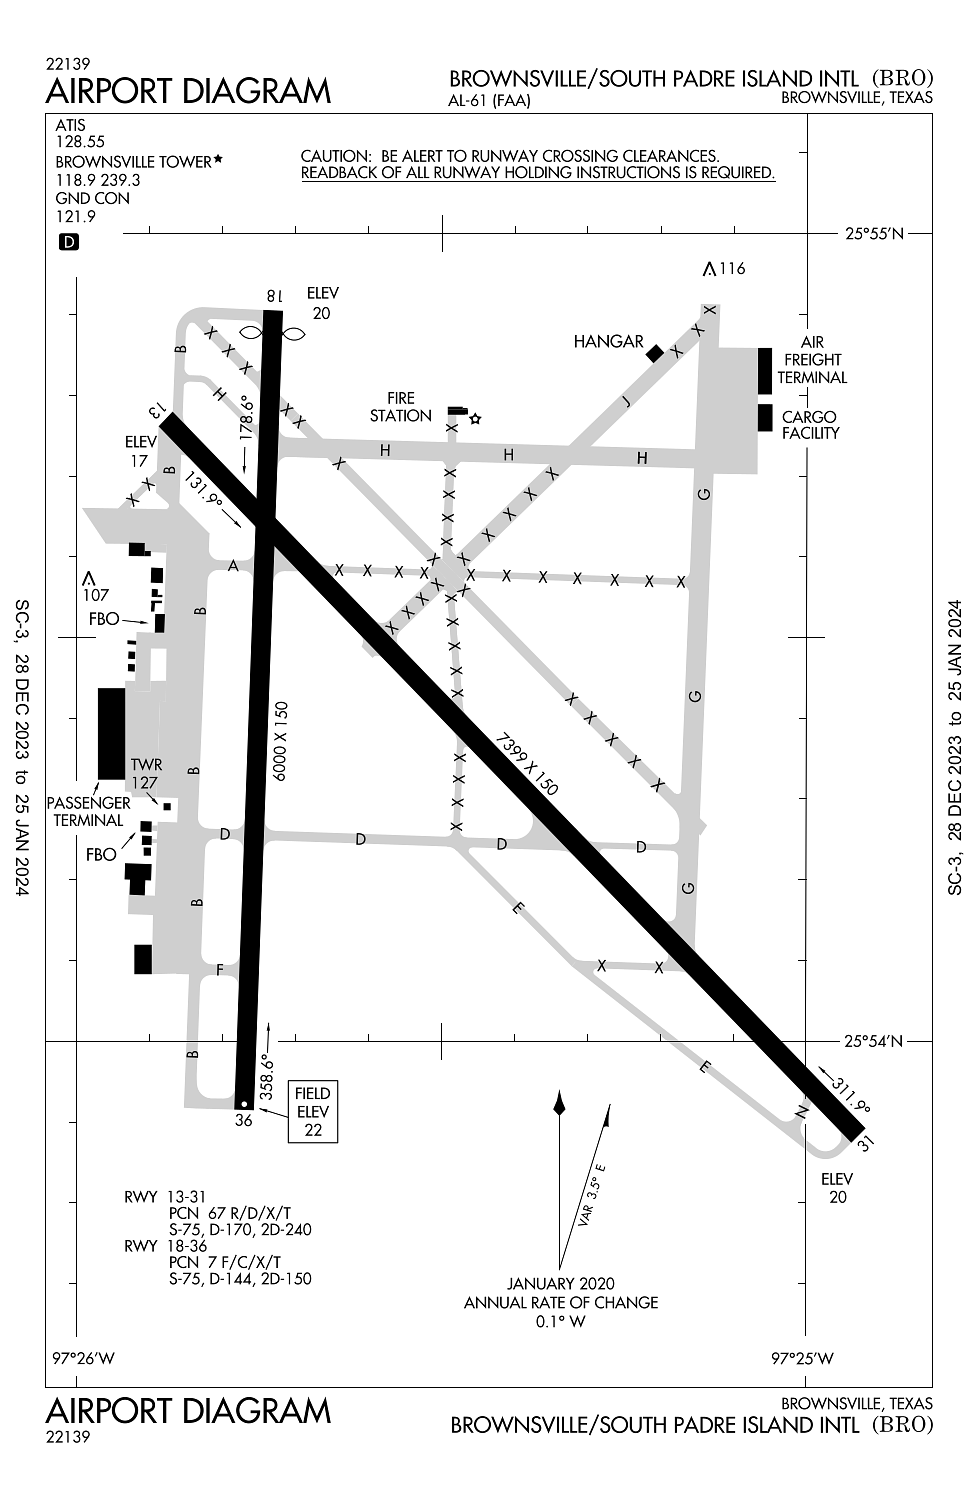 22139
AIRPORT DIAGRAM
BROWNSVILLE/SOUTH PADRE ISLAND INTL (BRO)
AL-61 (FAA)
BROWNSVILLE, TEXAS
ATIS
128.55
BROWNSVILLE TOWER★
118.9 239.3
GND CON
121.9
D
CAUTION: BE ALERT TO RUNWAY CROSSING CLEARANCES.
READBACK OF ALL RUNWAY HOLDING INSTRUCTIONS IS REQUIRED.
25°55'N
116
18
ELEV
20
HANGAR
AIR
FREIGHT
TERMINAL
CARGO
FACILITY
FIRE
STATION
B
H
J
178.6°
13
ELEV
17
B
131.9°
H
H
H
G
A
107
FBO
B
G
6000 X 150
7399 X 150
B
TWR
127
PASSENGER
TERMINAL
FBO
D
D
D
D
G
B
E
F
25°54'N
B
358.6°
E
311.9°
N
36
FIELD
ELEV
22
31
ELEV
20
VAR 3.5° E
RWY 13-31
PCN 67 R/D/X/T
S-75, D-170, 2D-240
RWY 18-36
PCN 7 F/C/X/T
S-75, D-144, 2D-150
JANUARY 2020
ANNUAL RATE OF CHANGE
0.1° W
97°26'W
97°25'W
SC-3, 28 DEC 2023 to 25 JAN 2024
SC-3, 28 DEC 2023 to 25 JAN 2024
AIRPORT DIAGRAM
22139
BROWNSVILLE, TEXAS
BROWNSVILLE/SOUTH PADRE ISLAND INTL (BRO)